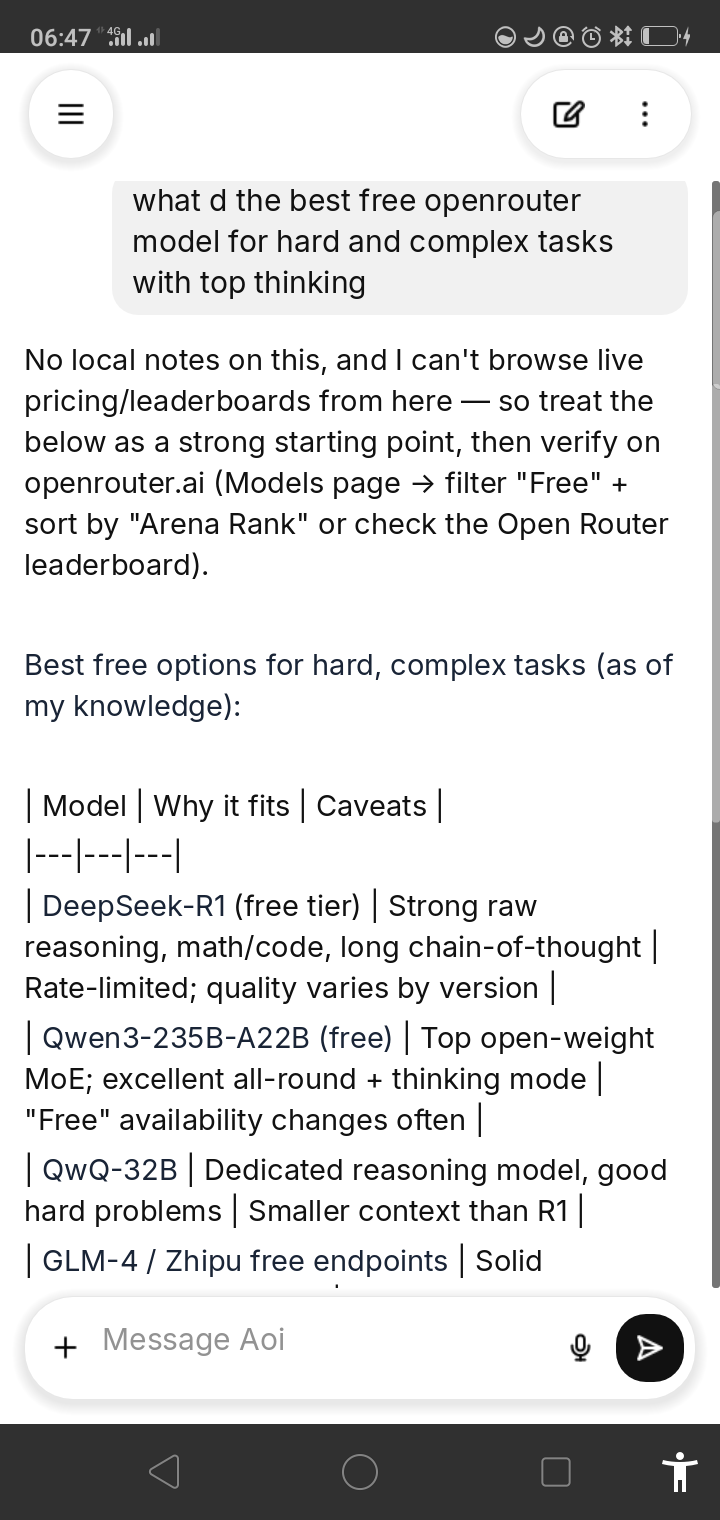 06:47 4G
what d the best free openrouter
model for hard and complex tasks
with top thinking
No local notes on this, and I can't browse live
pricing/leaderboards from here — so treat the
below as a strong starting point, then verify on
openrouter.ai (Models page → filter "Free" +
sort by "Arena Rank" or check the Open Router
leaderboard).
Best free options for hard, complex tasks (as of
my knowledge):
| Model | Why it fits | Caveats |
|---|---|---|
| DeepSeek-R1 (free tier) | Strong raw
reasoning, math/code, long chain-of-thought |
Rate-limited; quality varies by version |
| Qwen3-235B-A22B (free) | Top open-weight
MoE; excellent all-round + thinking mode |
"Free" availability changes often |
| QwQ-32B | Dedicated reasoning model, good
hard problems | Smaller context than R1 |
| GLM-4 / Zhipu free endpoints | Solid
Message Aoi